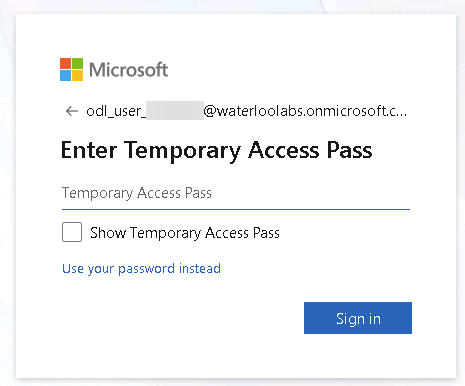 Microsoft
← odl_user_@waterloolabs.onmicrosoft.c...
Enter Temporary Access Pass
Temporary Access Pass
Show Temporary Access Pass
Use your password instead
Sign in